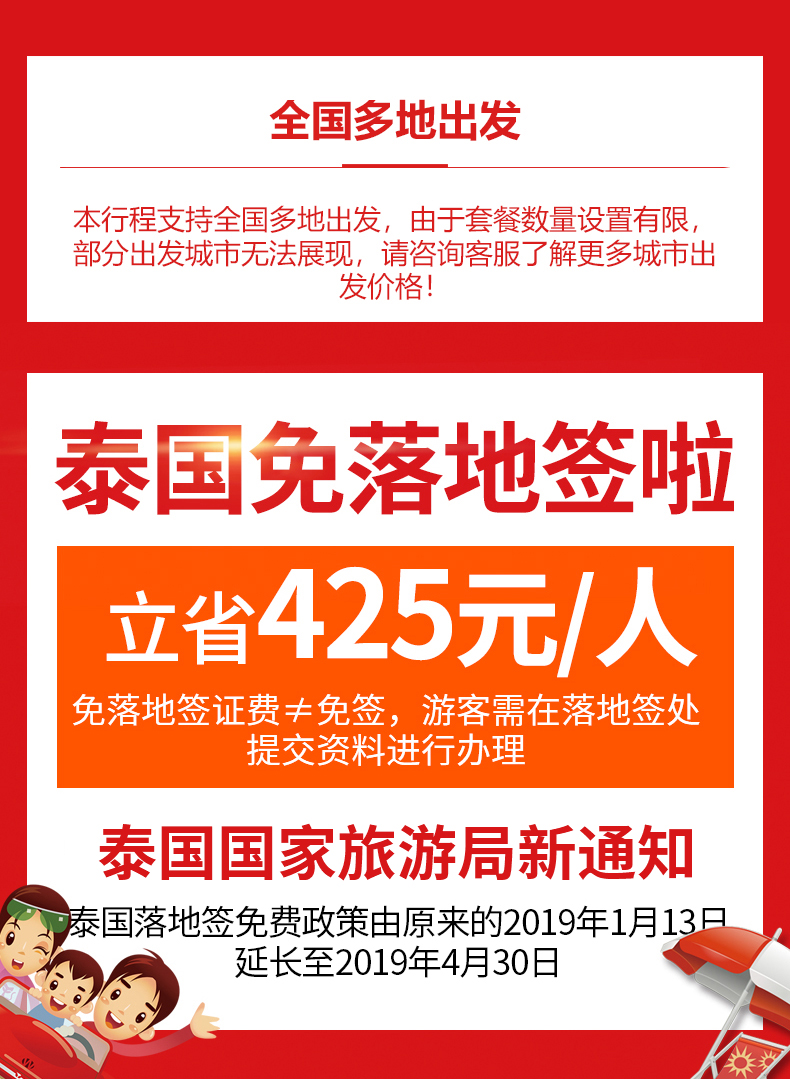 全国多地出发
本行程支持全国多地出发，由于套餐数量设置有限，
部分出发城市无法展现，请咨询客服了解更多城市出
发价格！
泰国免落地签啦
立省425元/人
免落地签证费≠免签，游客需在落地签处
提交资料进行办理
泰国国家旅游局新通知
泰国落地签免费政策由原来的2019年1月13日
延长至2019年4月30日